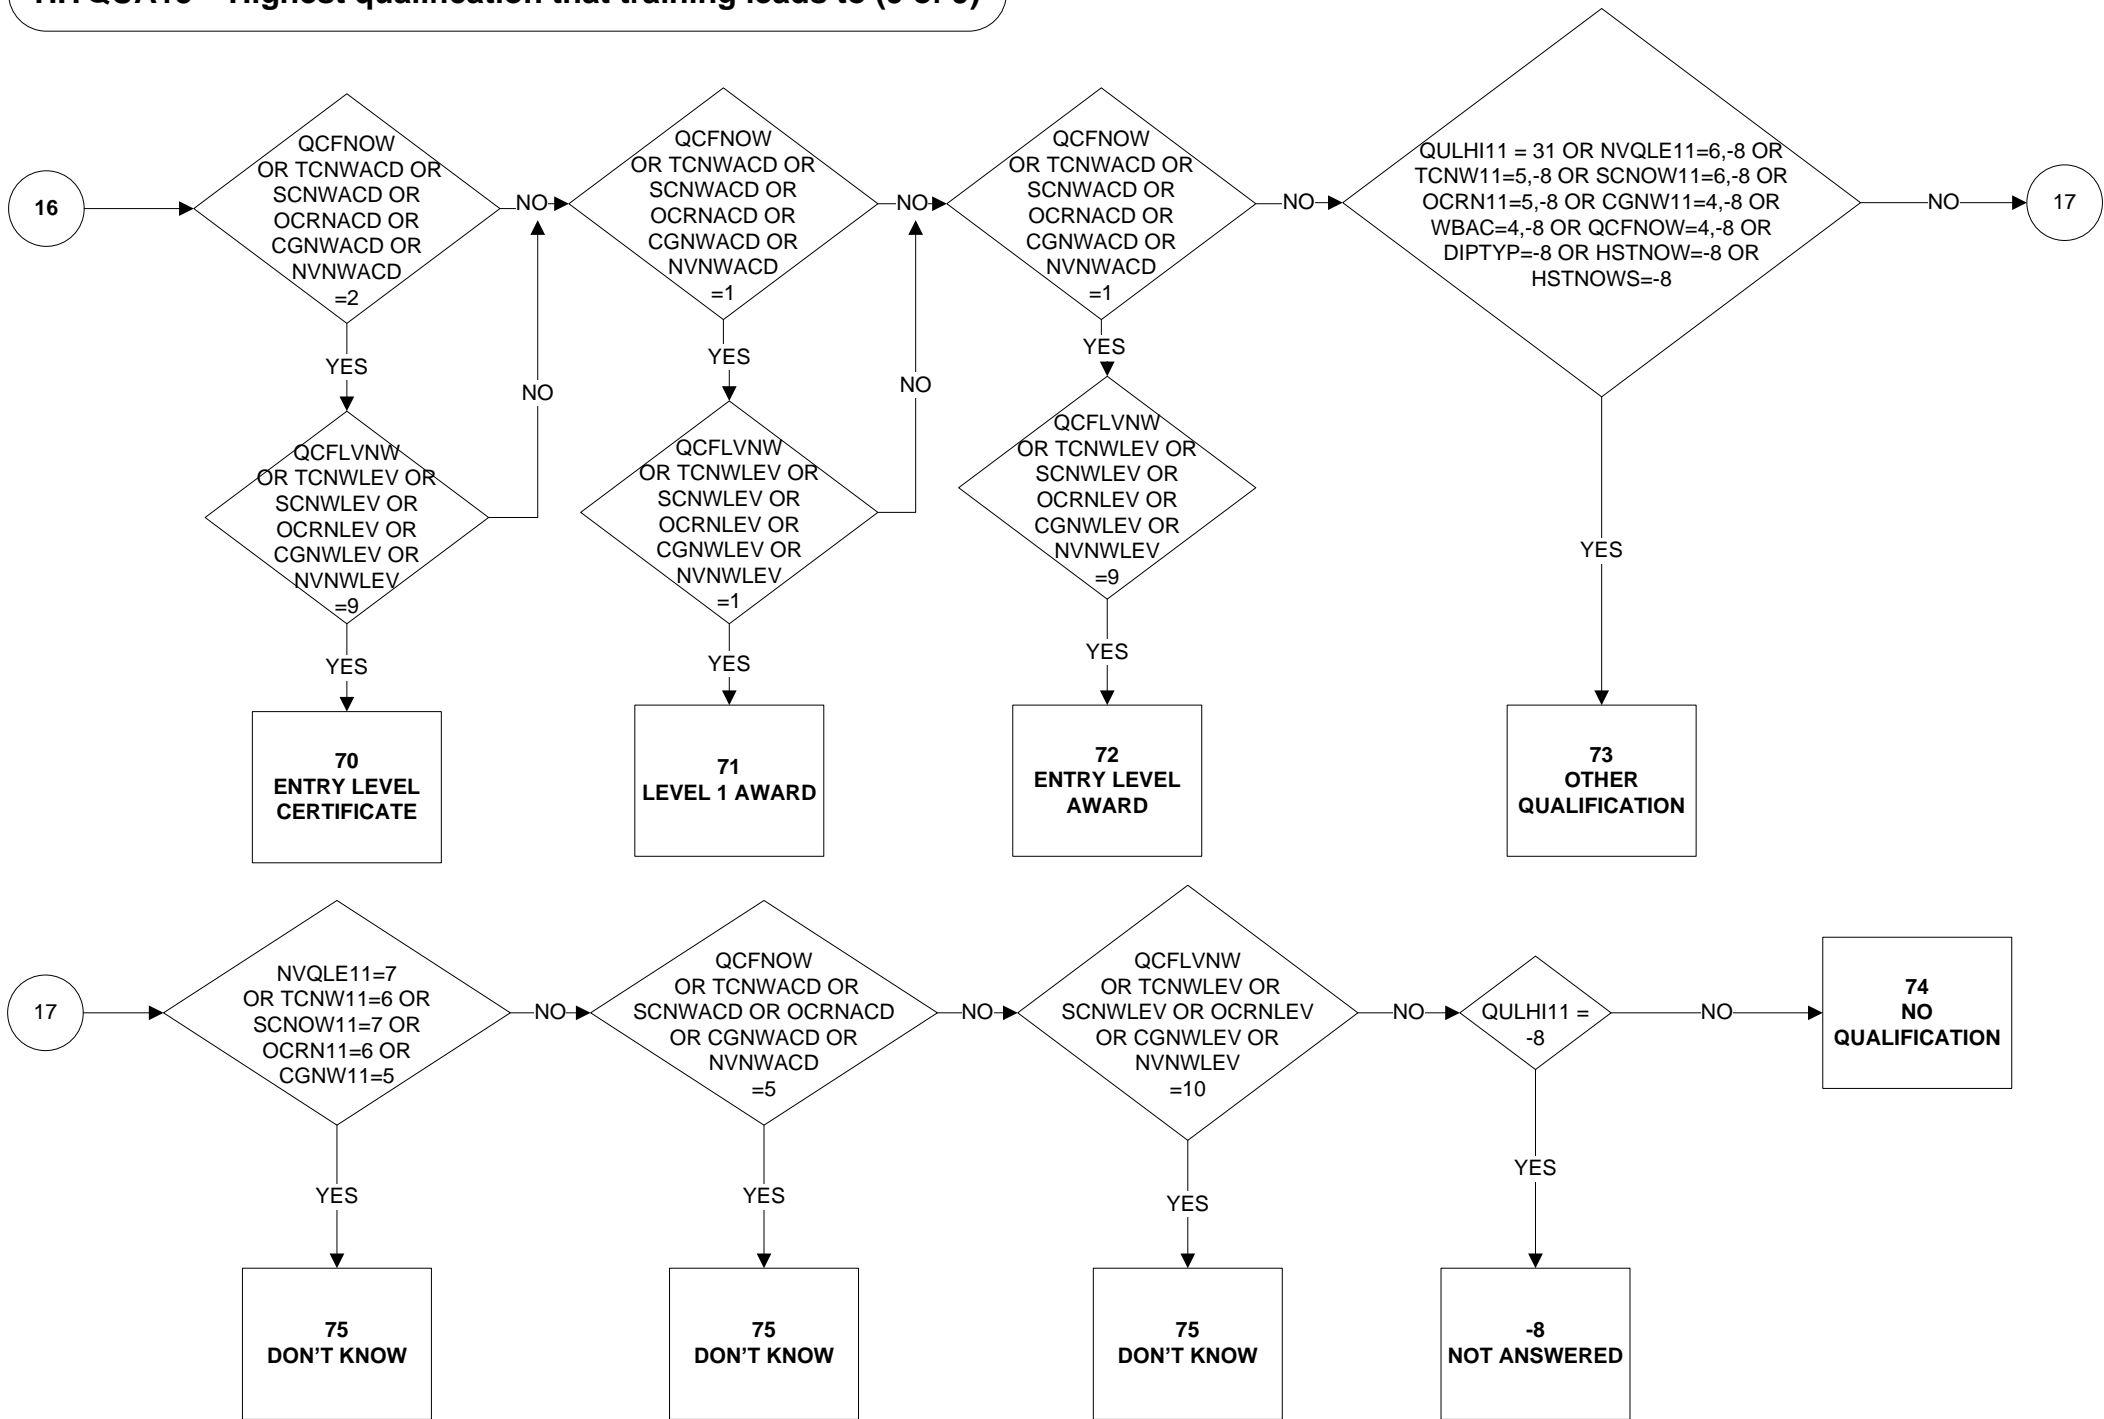 Highest qualification that training leads to
16
QCFNOW
OR TCNWACD OR
SCNWACD OR
OCRNACD OR
CGNWACD OR
NVNWACD
=2
NO
QCFNOW
OR TCNWACD OR
SCNWACD OR
OCRNACD OR
CGNWACD OR
NVNWACD
=1
NO
QCFNOW
OR TCNWACD OR
SCNWACD OR
OCRNACD OR
CGNWACD OR
NVNWACD
=1
NO
QULHI11 = 31 OR NVQLE11=6,-8 OR
TCNW11=5,-8 OR SCNOW11=6,-8 OR
OCRN11=5,-8 OR CGNW11=4,-8 OR
WBAC=4,-8 OR QCFNOW=4,-8 OR
DIPTYP=-8 OR HSTNOW=-8 OR
HSTNOWS=-8
NO
17
YES
YES
YES
YES
NO
NO
QCFLVNW
OR TCNWLEV OR
SCNWLEV OR
OCRNLEV OR
CGNWLEV OR
NVNWLEV
=9
QCFLVNW
OR TCNWLEV OR
SCNWLEV OR
OCRNLEV OR
CGNWLEV OR
NVNWLEV
=1
QCFLVNW
OR TCNWLEV OR
SCNWLEV OR
OCRNLEV OR
CGNWLEV OR
NVNWLEV
=9
YES
YES
YES
70
ENTRY LEVEL
CERTIFICATE
71
LEVEL 1 AWARD
72
ENTRY LEVEL
AWARD
73
OTHER
QUALIFICATION
17
NVQLE11=7
OR TCNW11=6 OR
SCNOW11=7 OR
OCRN11=6 OR
CGNW11=5
NO
QCFNOW
OR TCNWACD OR
SCNWACD OR OCRNACD
OR CGNWACD OR
NVNWACD
=5
NO
QCFLVNW
OR TCNWLEV OR
SCNWLEV OR OCRNLEV
OR CGNWLEV OR
NVNWLEV
=10
NO
QULHI11 =
-8
NO
74
NO
QUALIFICATION
YES
YES
YES
YES
75
DON'T KNOW
75
DON'T KNOW
75
DON'T KNOW
-8
NOT ANSWERED